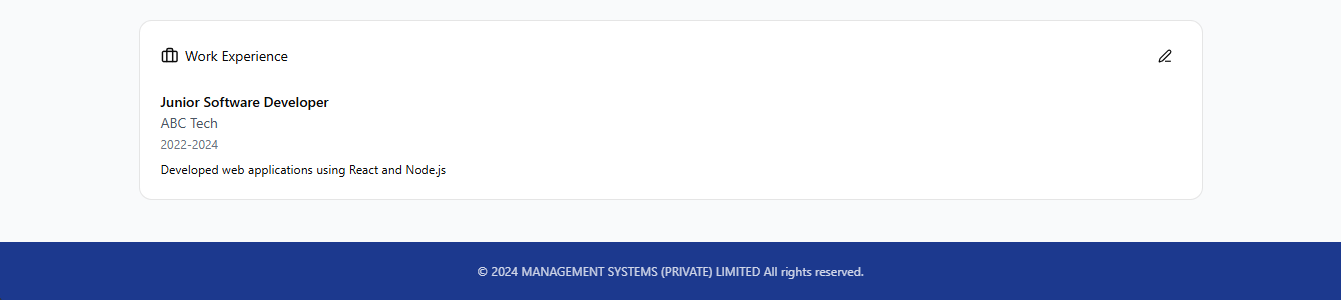 Work Experience
Junior Software Developer
ABC Tech
2022-2024
Developed web applications using React and Node.js
© 2024 MANAGEMENT SYSTEMS (PRIVATE) LIMITED All rights reserved.